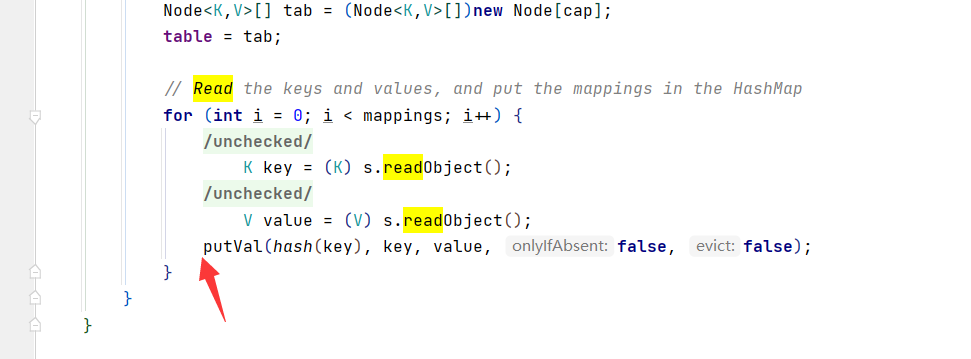 Node<K,V>[] tab = (Node<K,V>[])new Node[cap];
table = tab;
// Read the keys and values, and put the mappings in the HashMap
for (int i = 0; i < mappings; i++) {
/unchecked/
K key = (K) s.readObject();
/unchecked/
V value = (V) s.readObject();
putVal(hash(key), key, value, onlyIfAbsent: false, evict: false);
}
}
}